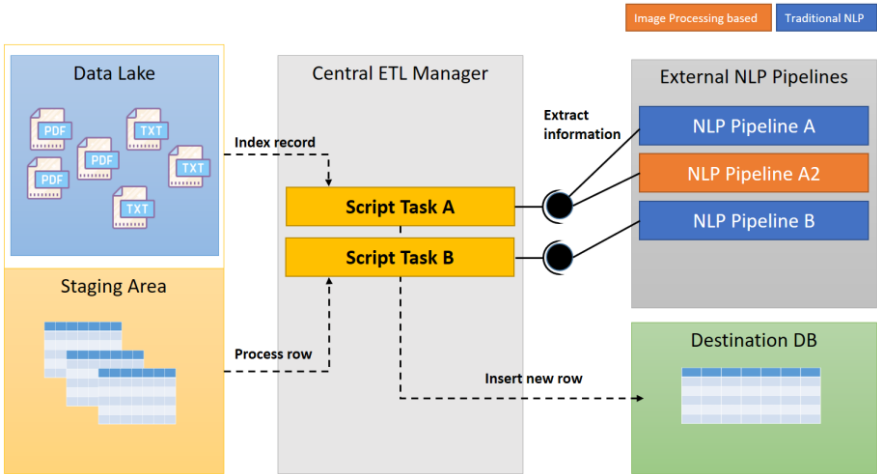 Image Processing based
Traditional NLP
Data Lake
PDF
TXT
PDF
PDF
TXT
TXT
Staging Area
Central ETL Manager
Index record
Script Task A
Script Task B
Process row
Extract
information
Insert new row
External NLP Pipelines
NLP Pipeline A
NLP Pipeline A2
NLP Pipeline B
Destination DB